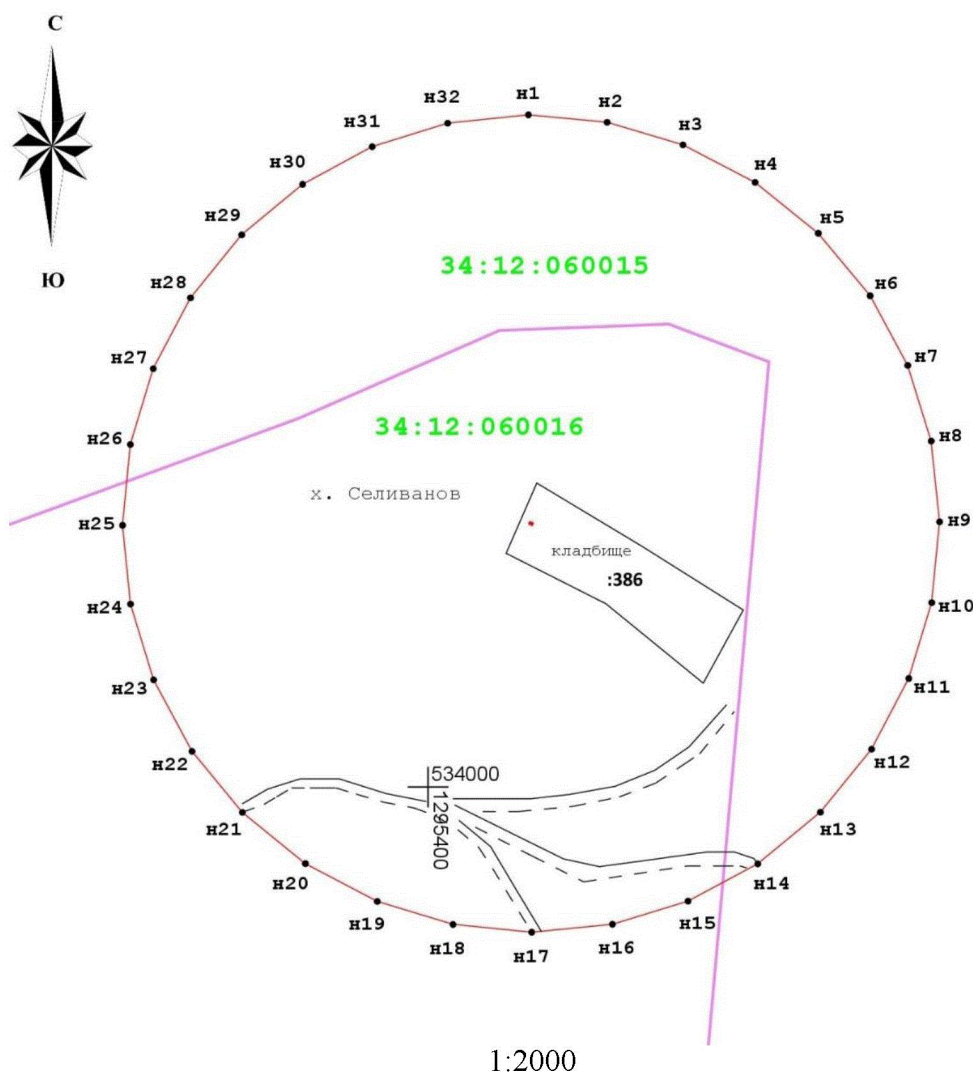 С
Ю
н1
н2
н3
н4
н5
н6
н7
н8
н9
н10
н11
н12
н13
н14
н15
н16
н17
н18
н19
н20
н21
н22
н23
н24
н25
н26
н27
н28
н29
н30
н31
н32
34:12:060015
34:12:060016
х. Селиванов
кладбище
:386
534000
1295400
1:2000